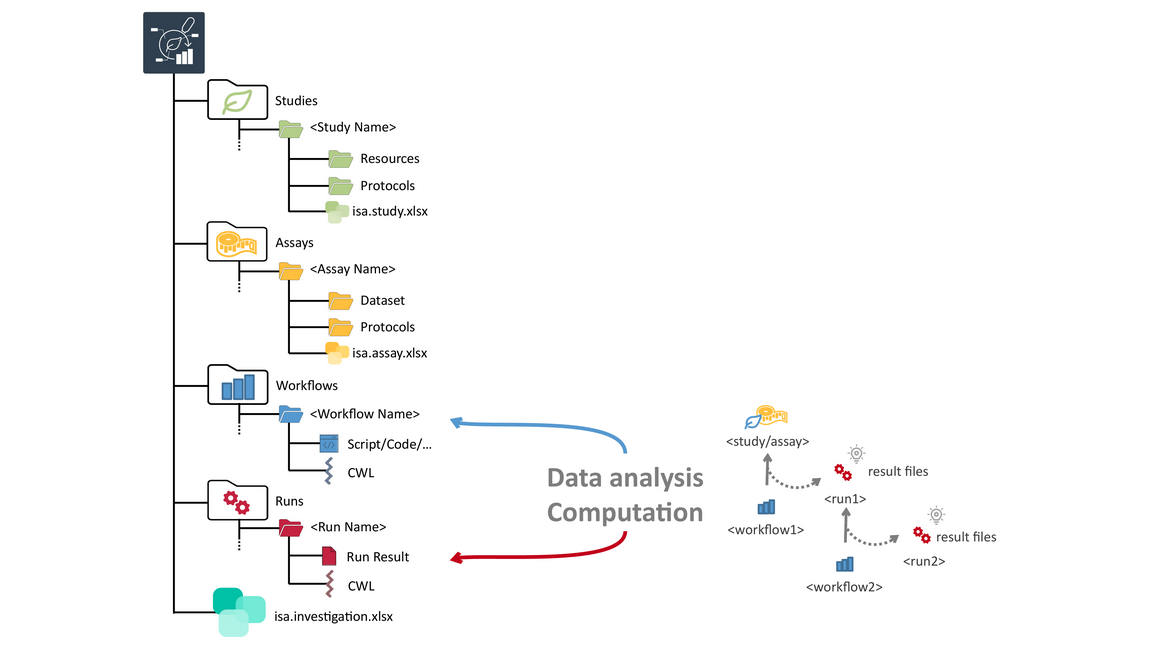 Studies
<Study Name>
Resources
Protocols
isa.study.xlsx
Assays
<Assay Name>
Dataset
Protocols
isa.assay.xlsx
Workflows
<Workflow Name>
Script/Code/...
CWL
Runs
<Run Name>
Run Result
CWL
isa.investigation.xlsx
Data analysis
Computation
<study/assay>
result files
<run1>
<workflow1>
result files
<run2>
<workflow2>